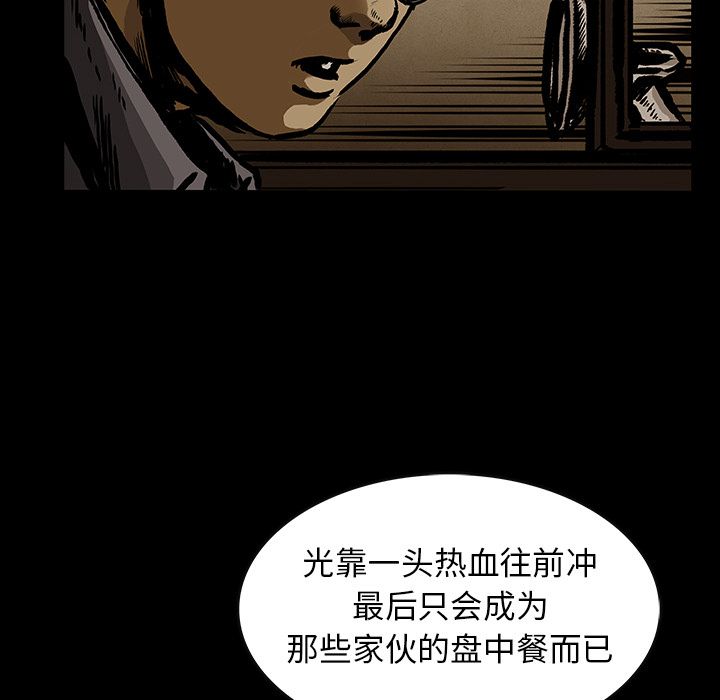 光靠一头热血往前冲
最后只会成为
那些家伙的盘中餐而已